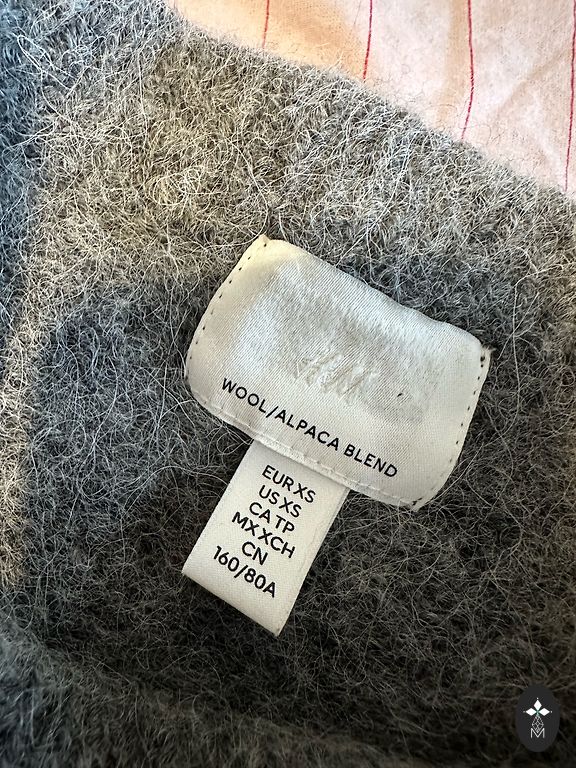 H&M
WOOL/ALPACA BLEND
EUR XS
US XS
CA TP
MX XCH
CN
160/80A
M